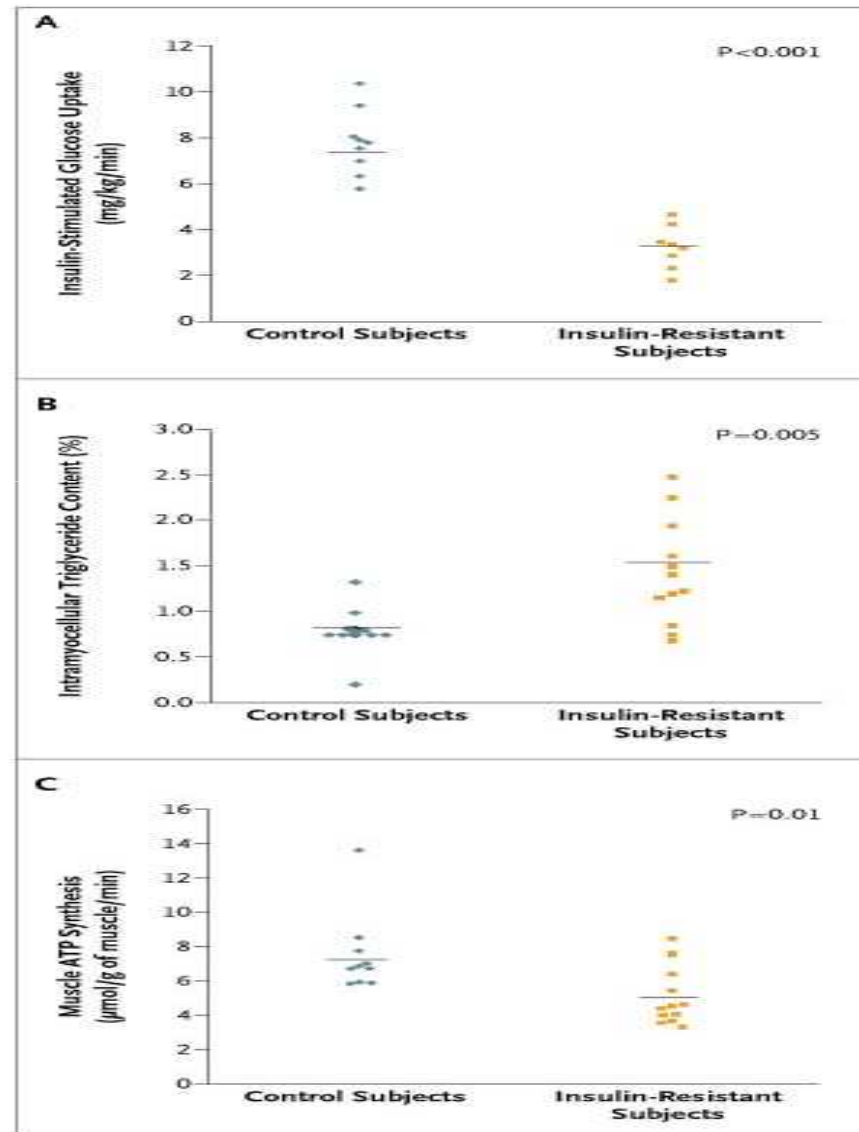 A
P<0.001
Insulin-Stimulated Glucose Uptake
(mg/kg/min)
12
10
8
6
4
2
0
Control Subjects
Insulin-Resistant
Subjects
B
P=0.005
Intramyocellular Triglyceride Content (%)
3.0
2.5
2.0
1.5
1.0
0.5
0.0
Control Subjects
Insulin-Resistant
Subjects
C
P=0.01
Muscle ATP Synthesis
(µmol/g of muscle/min)
16
14
12
10
8
6
4
2
0
Control Subjects
Insulin-Resistant
Subjects